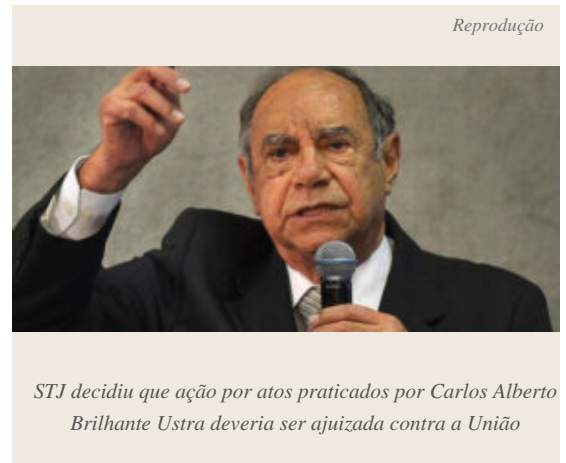 Reprodução
STJ decidiu que ação por atos praticados por Carlos Alberto
Brilhante Ustra deveria ser ajuizada contra a União